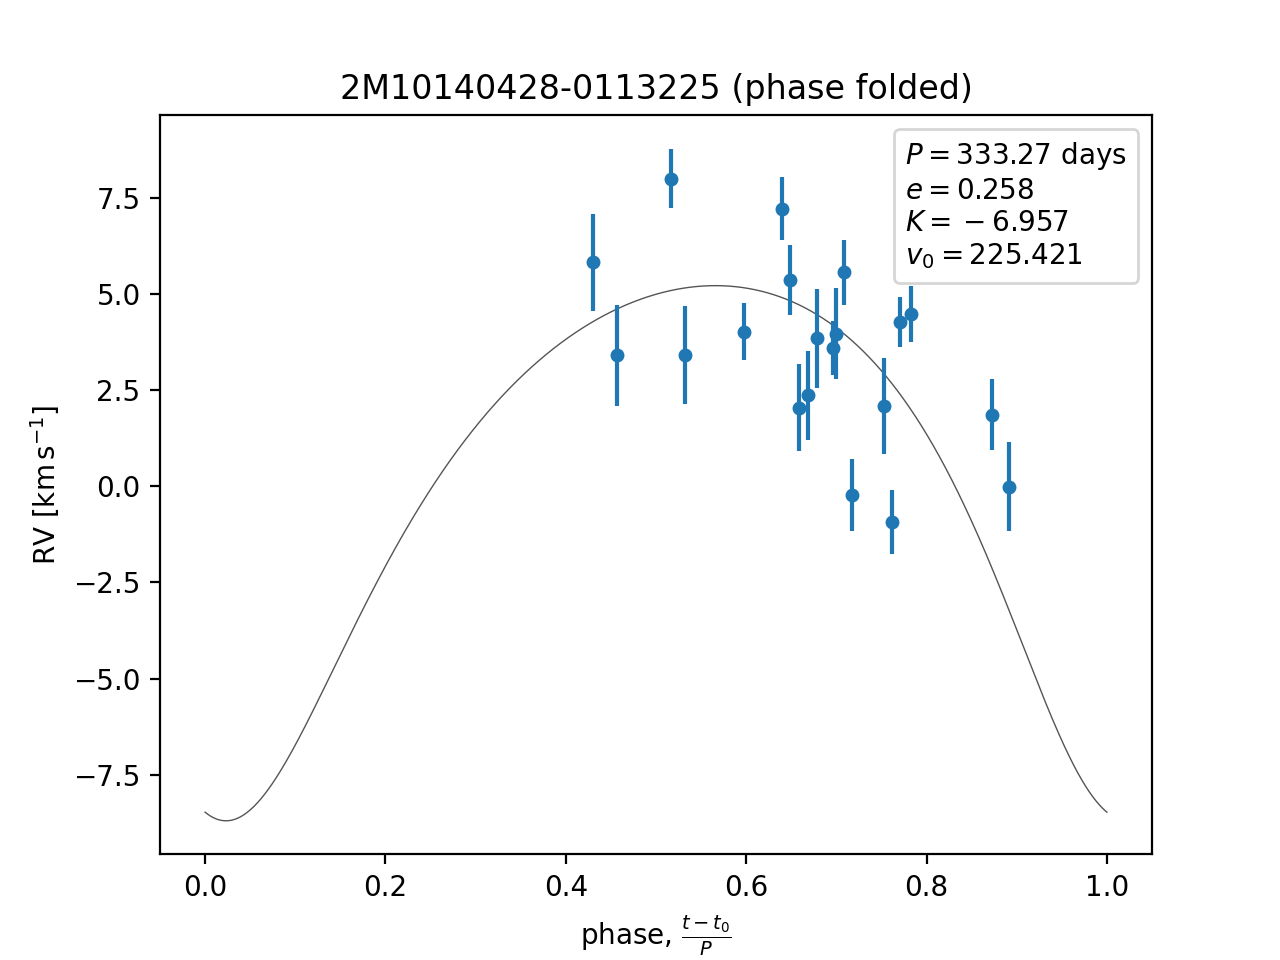 2M10140428-0113225 (phase folded)
P = 333.27 days
e = 0.258
K = −6.957
v₀ = 225.421
RV [km s⁻¹]
7.5
5.0
2.5
0.0
−2.5
−5.0
−7.5
0.0 0.2 0.4 0.6 0.8 1.0
phase, (t − t₀)/P